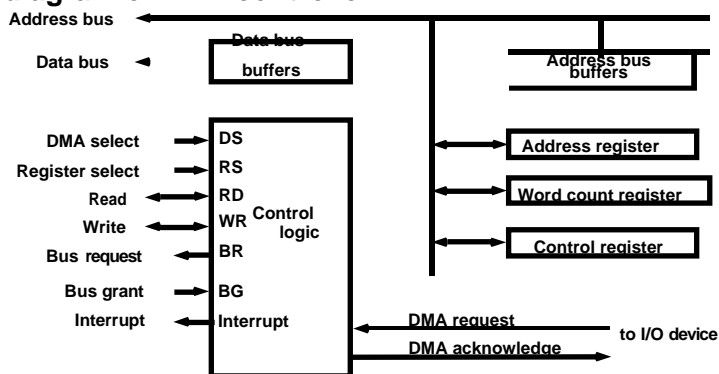 Address bus
Data bus
Data bus
buffers
Address bus
buffers
DMA select
DS
Register select
RS
Read
RD
Write
WR
Control
logic
Bus request
BR
Bus grant
BG
Interrupt
Interrupt
Address register
Word count register
Control register
DMA request
DMA acknowledge
to I/O device